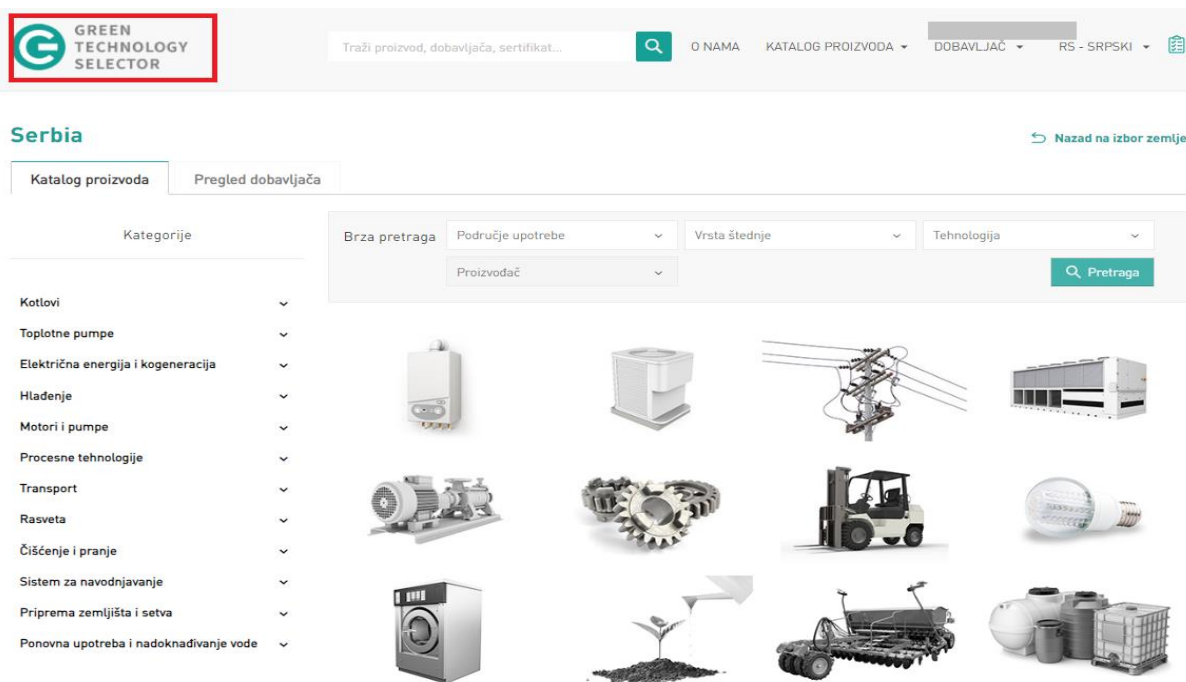 GREEN
TECHNOLOGY
SELECTOR
Traži proizvod, dobavljača, sertifikat...
O NAMA
KATALOG PROIZVODA
DOBAVLJAČ
RS - SRPSKI
Serbia
Nazad na izbor zemlje
Katalog proizvoda
Pregled dobavljača
Kategorije
Brza pretraga
Područje upotrebe
Vrsta štednje
Tehnologija
Proizvođač
Pretraga
Kotlovi
Toplotne pumpe
Električna energija i kogeneracija
Hlađenje
Motori i pumpe
Procesne tehnologije
Transport
Rasveta
Čišćenje i pranje
Sistem za navodnjavanje
Priprema zemljišta i setva
Ponovna upotreba i nadoknađivanje vode